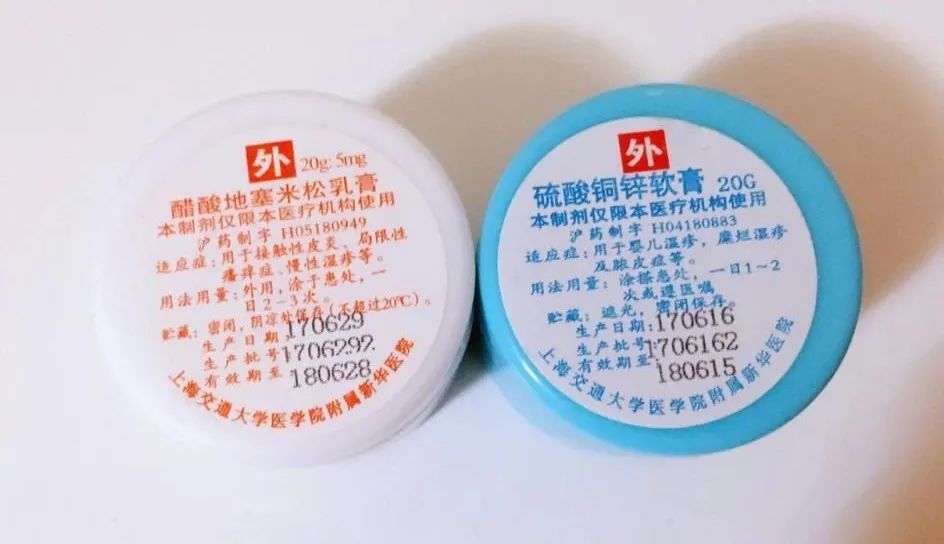 外 20g: 5mg
醋酸地塞米松乳膏
本制剂仅限本医疗机构使用
沪药制字 H05180949
适应症: 用于接触性皮炎、局限性
瘙痒症、慢性湿疹等。
用法用量: 外用, 涂于患处, 一
日2-3次。
贮藏: 密闭, 阴凉处保存(不超过20℃)。
生产日期: 170629
生产批号 1706292
有效期至 180628
上海交通大学医学院附属新华医院
外
硫酸铜锌软膏 20G
本制剂仅限本医疗机构使用
沪药制字 H04180883
适应症: 用于婴儿湿疹, 糜烂湿疹
及脓皮症等。
用法用量: 涂搽患处, 一日1~2
次或遵医嘱
贮藏: 遮光, 密闭保存。
生产日期: 170616
生产批号 1706162
有效期至 180615
上海交通大学医学院附属新华医院